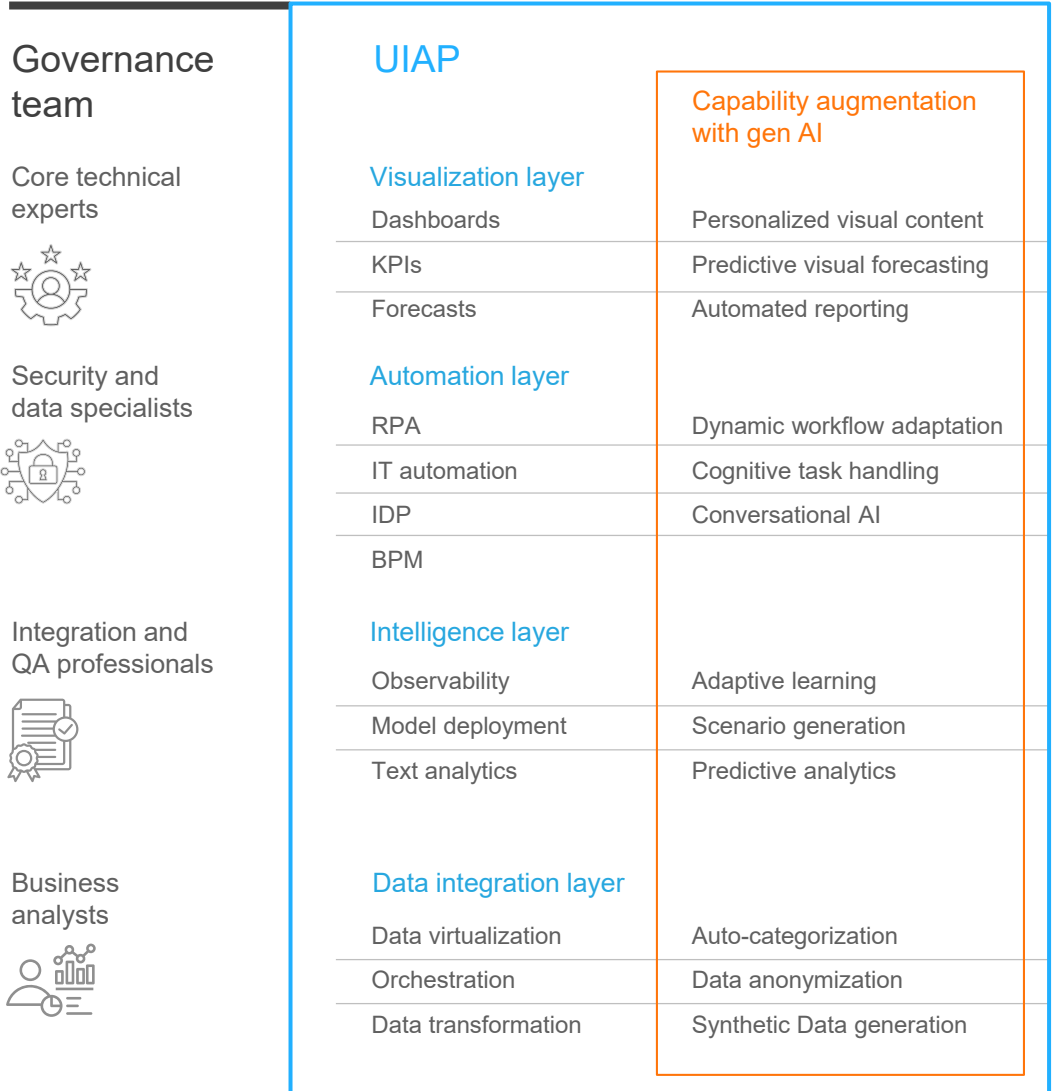 Governance
team
Core technical
experts
Security and
data specialists
Integration and
QA professionals
Business
analysts
UIAP
Capability augmentation
with gen AI
Visualization layer
Dashboards
Personalized visual content
KPIs
Predictive visual forecasting
Forecasts
Automated reporting
Automation layer
RPA
Dynamic workflow adaptation
IT automation
Cognitive task handling
IDP
Conversational AI
BPM
Intelligence layer
Observability
Adaptive learning
Model deployment
Scenario generation
Text analytics
Predictive analytics
Data integration layer
Data virtualization
Auto-categorization
Orchestration
Data anonymization
Data transformation
Synthetic Data generation